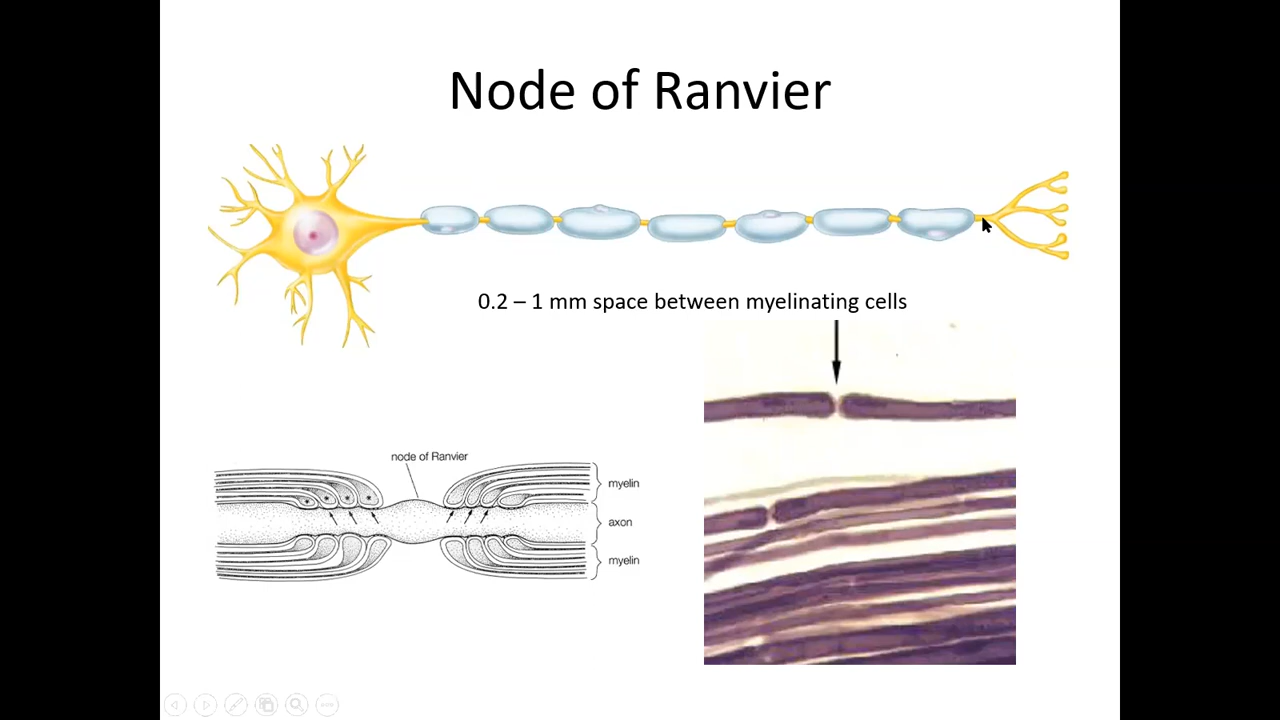 Node of Ranvier
0.2 – 1 mm space between myelinating cells
node of Ranvier
myelin
axon
myelin